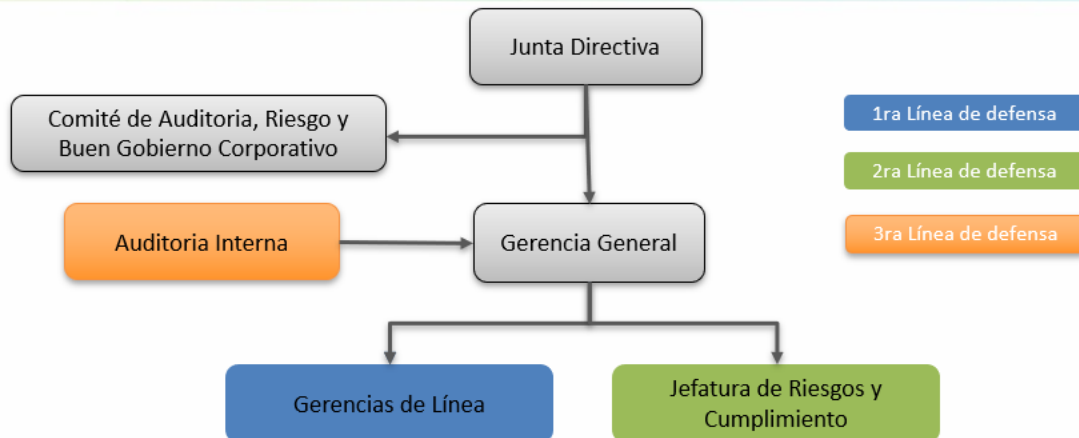 Junta Directiva
Comité de Auditoria, Riesgo y
Buen Gobierno Corporativo
1ra Línea de defensa
2ra Línea de defensa
3ra Línea de defensa
Auditoria Interna
Gerencia General
Gerencias de Línea
Jefatura de Riesgos y
Cumplimiento